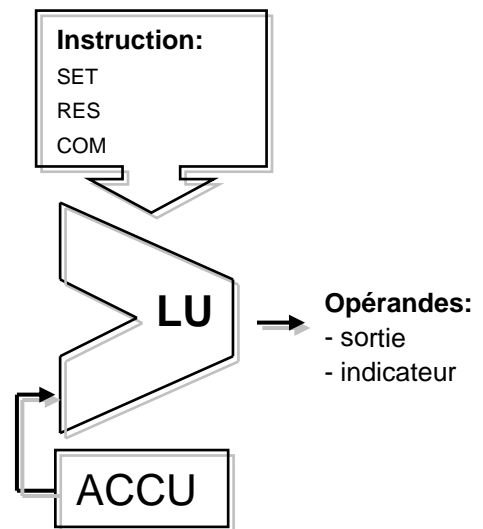 Instruction:
SET
RES
COM
LU
Opérandes:
- sortie
- indicateur
ACCU